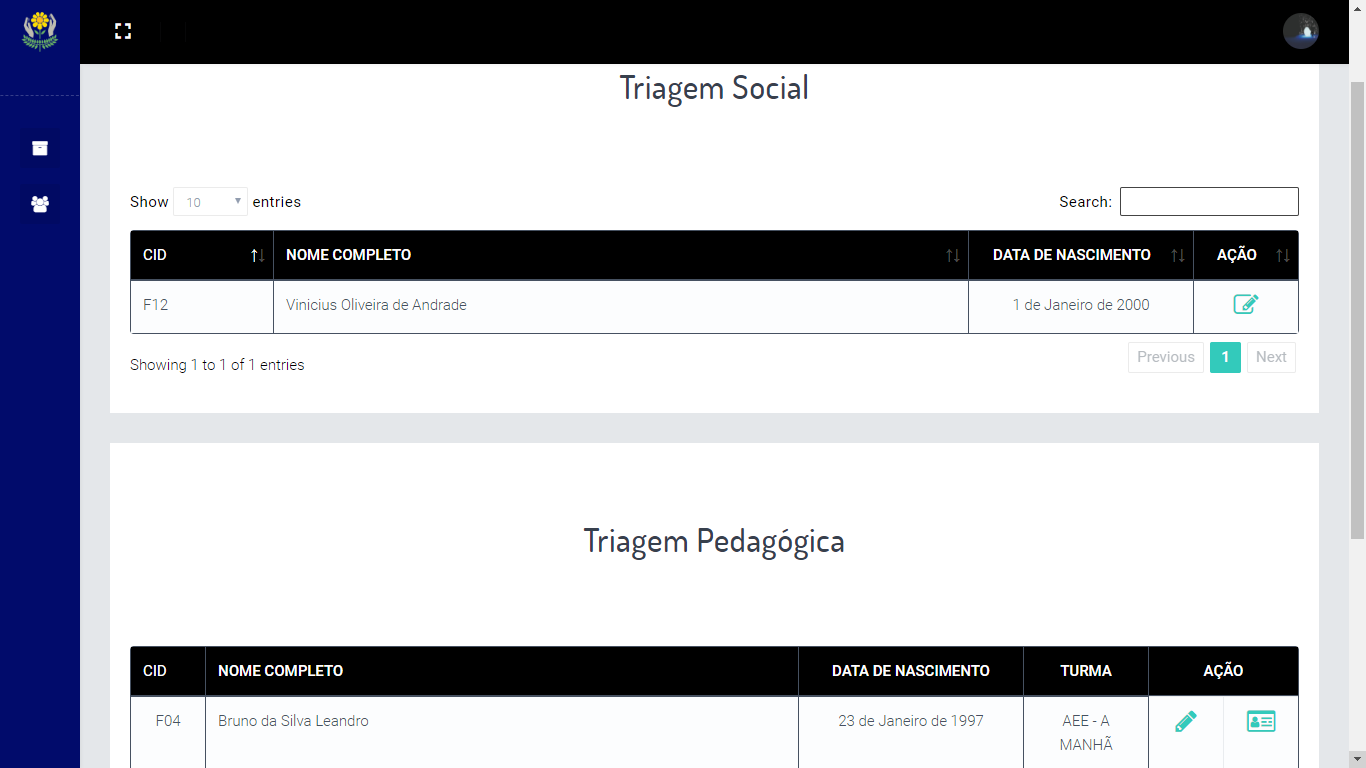 Triagem Social
Show 10 entries
Search:
CID NOME COMPLETO DATA DE NASCIMENTO AÇÃO
F12 Vinicius Oliveira de Andrade 1 de Janeiro de 2000
Showing 1 to 1 of 1 entries
Previous 1 Next
Triagem Pedagógica
CID NOME COMPLETO DATA DE NASCIMENTO TURMA AÇÃO
F04 Bruno da Silva Leandro 23 de Janeiro de 1997 AEE - A
MANHÃ